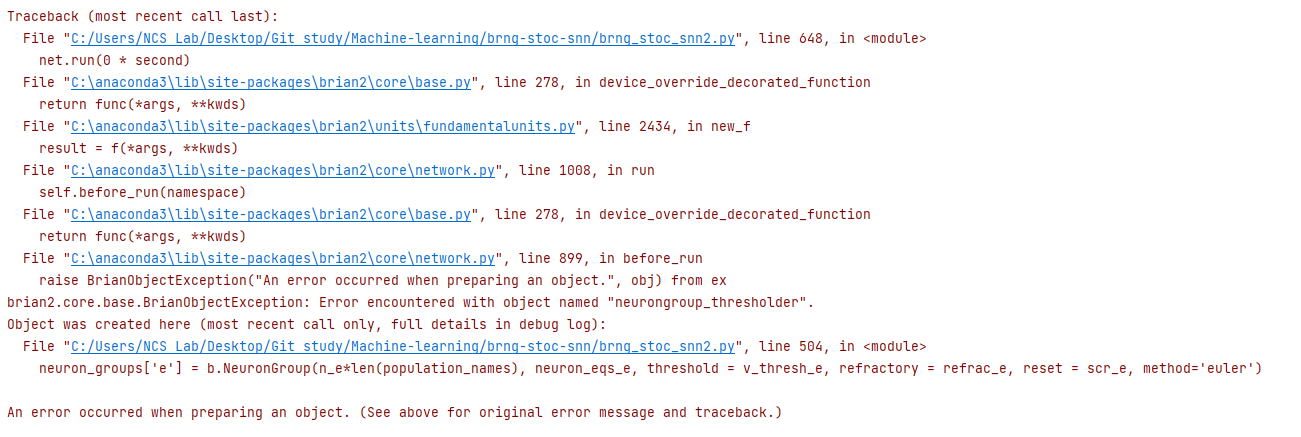 Traceback (most recent call last):
  File "C:/Users/NCS Lab/Desktop/Git study/Machine-learning/brnq-stoc-snn/brnq_stoc_snn2.py", line 648, in <module>
    net.run(0 * second)
  File "C:\anaconda3\lib\site-packages\brian2\core\base.py", line 278, in device_override_decorated_function
    return func(*args, **kwds)
  File "C:\anaconda3\lib\site-packages\brian2\units\fundamentalunits.py", line 2434, in new_f
    result = f(*args, **kwds)
  File "C:\anaconda3\lib\site-packages\brian2\core\network.py", line 1008, in run
    self.before_run(namespace)
  File "C:\anaconda3\lib\site-packages\brian2\core\base.py", line 278, in device_override_decorated_function
    return func(*args, **kwds)
  File "C:\anaconda3\lib\site-packages\brian2\core\network.py", line 899, in before_run
    raise BrianObjectException("An error occurred when preparing an object.", obj) from ex
brian2.core.base.BrianObjectException: Error encountered with object named "neurongroup_thresholder".
Object was created here (most recent call only, full details in debug log):
  File "C:/Users/NCS Lab/Desktop/Git study/Machine-learning/brnq-stoc-snn/brnq_stoc_snn2.py", line 504, in <module>
    neuron_groups['e'] = b.NeuronGroup(n_e*len(population_names), neuron_eqs_e, threshold = v_thresh_e, refractory = refrac_e, reset = scr_e, method='euler')

An error occurred when preparing an object. (See above for original error message and traceback.)